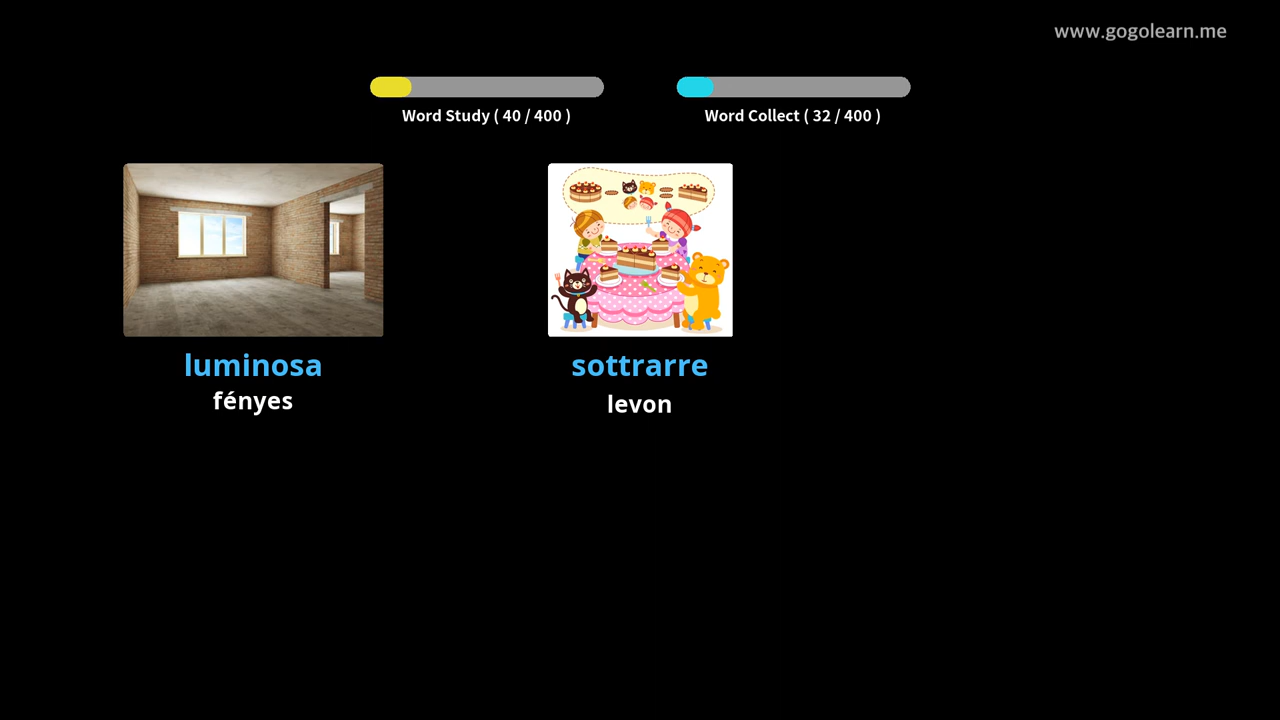 www.gogolearn.me
Word Study ( 40 / 400 )
Word Collect ( 32 / 400 )
luminosa
fényes
sottrarre
levon